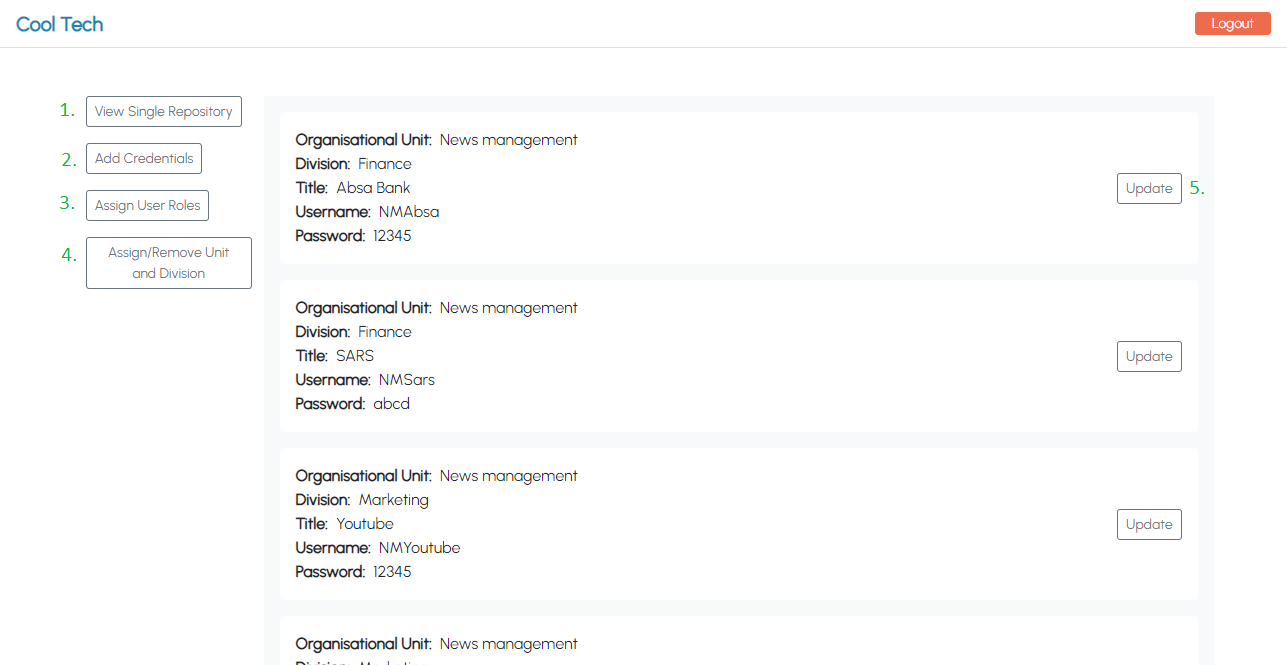 Cool Tech
Logout
1. View Single Repository
2. Add Credentials
3. Assign User Roles
4. Assign/Remove Unit
and Division
Organisational Unit: News management
Division: Finance
Title: Absa Bank
Username: NMAbsa
Password: 12345
Update 5.
Organisational Unit: News management
Division: Finance
Title: SARS
Username: NMSars
Password: abcd
Update
Organisational Unit: News management
Division: Marketing
Title: Youtube
Username: NMYoutube
Password: 12345
Update
Organisational Unit: News management